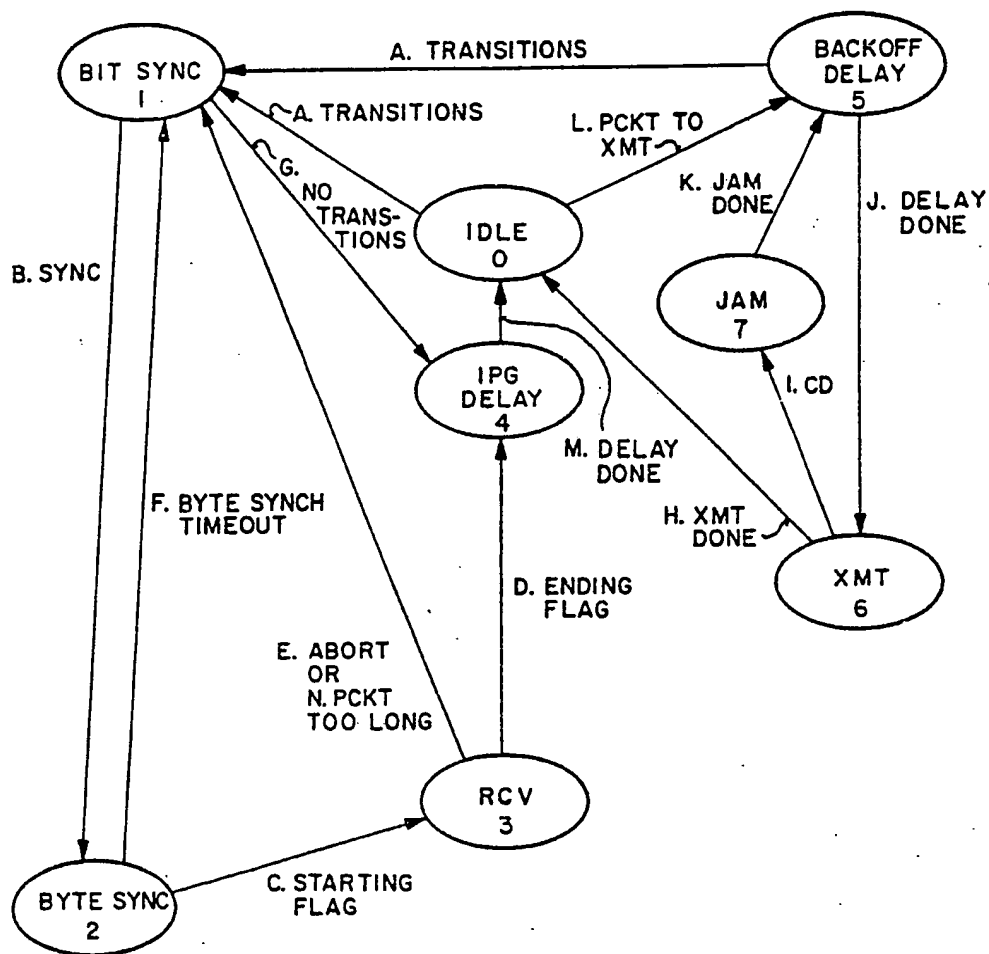 BIT SYNC
1
A. TRANSITIONS
BACKOFF
DELAY
5
A. TRANSITIONS
L. PCKT TO
XMT
G.
NO
TRANS-
TIONS
K. JAM
DONE
J. DELAY
DONE
IDLE
0
B. SYNC
JAM
7
IPG
DELAY
4
I. CD
M. DELAY
DONE
F. BYTE SYNCH
TIMEOUT
H. XMT
DONE
XMT
6
D. ENDING
FLAG
E. ABORT
OR
N. PCKT
TOO LONG
RCV
3
C. STARTING
FLAG
BYTE SYNC
2